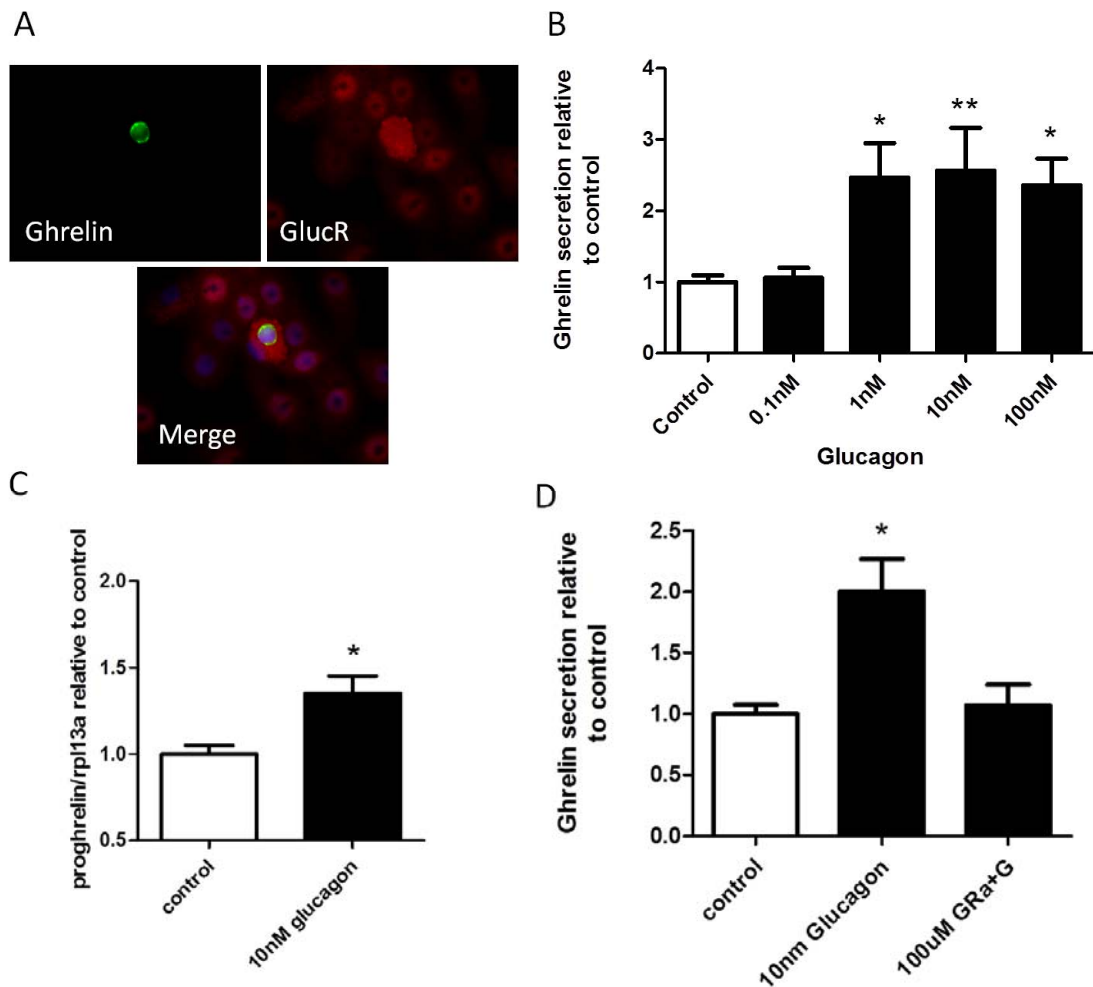 A
Ghrelin
GlucR
Merge
B
Ghrelin secretion relative
to control
4
3
2
1
0
*
**
*
Control
0.1nM
1nM
10nM
100nM
Glucagon
C
proghrelin/rpl13a relative to control
2.0
1.5
1.0
0.5
*
control
10nM glucagon
D
Ghrelin secretion relative
to control
2.5
2.0
1.5
1.0
0.5
0.0
*
control
10nm Glucagon
100uM GRa+G